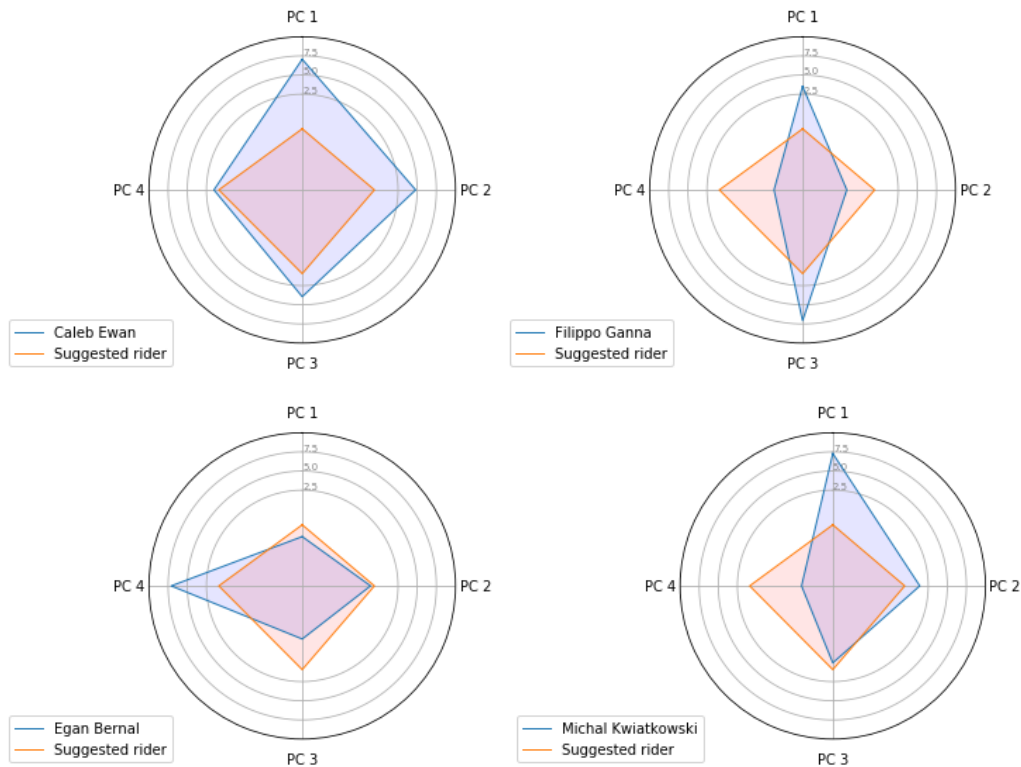 PC 1
7.5
5.0
2.5
PC 4
PC 2
Caleb Ewan
Suggested rider
PC 3
PC 1
7.5
5.0
2.5
PC 4
PC 2
Filippo Ganna
Suggested rider
PC 3
PC 1
7.5
5.0
2.5
PC 4
PC 2
Egan Bernal
Suggested rider
PC 3
PC 1
7.5
5.0
2.5
PC 4
PC 2
Michal Kwiatkowski
Suggested rider
PC 3